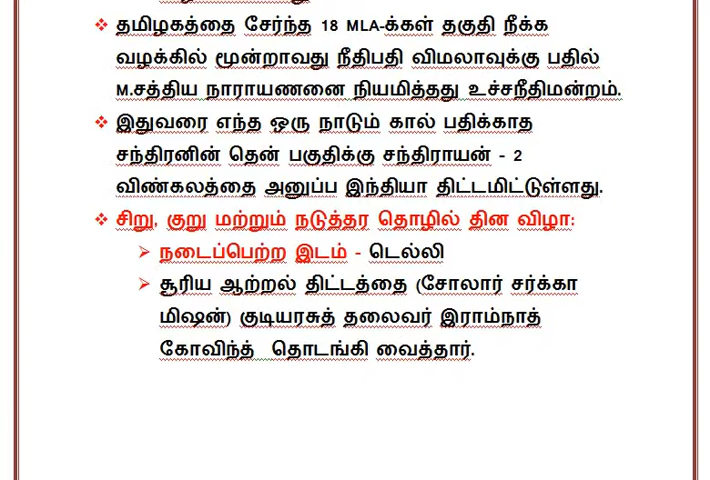 ❖ தமிழகத்தை சேர்ந்த 18 MLA-க்கள் தகுதி நீக்க
வழக்கில் மூன்றாவது நீதிபதி விமலாவுக்கு பதில்
M.சத்திய நாராயணனை நியமித்தது உச்சநீதிமன்றம்.
❖ இதுவரை எந்த ஒரு நாடும் கால் பதிக்காத
சந்திரனின் தென் பகுதிக்கு சந்திராயன் - 2
விண்கலத்தை அனுப்ப இந்தியா திட்டமிட்டுள்ளது.
❖ சிறு, குறு மற்றும் நடுத்தர தொழில் தின விழா:
➢ நடைப்பெற்ற இடம் - டெல்லி
➢ சூரிய ஆற்றல் திட்டத்தை (சோலார் சர்க்கா
மிஷன்) குடியரசுத் தலைவர் இராம்நாத்
கோவிந்த் தொடங்கி வைத்தார்.